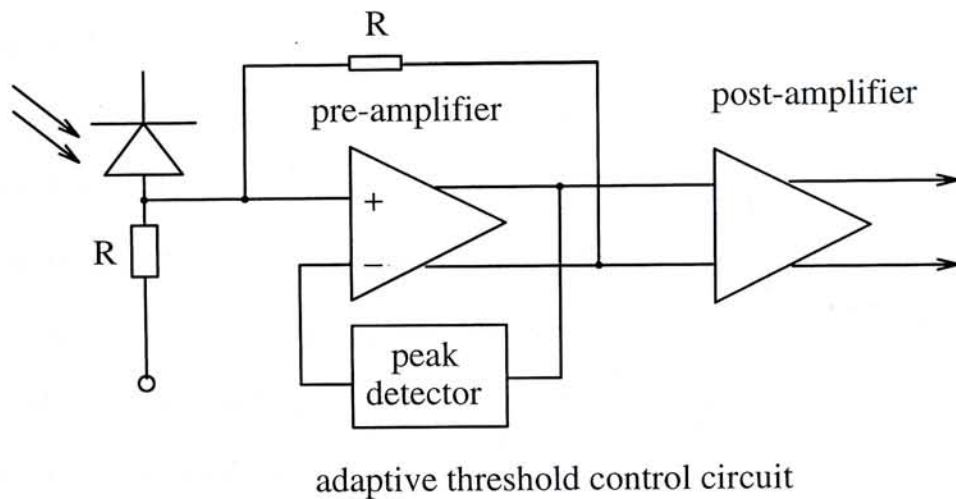 R
pre-amplifier
post-amplifier
+
−
R
peak
detector
adaptive threshold control circuit